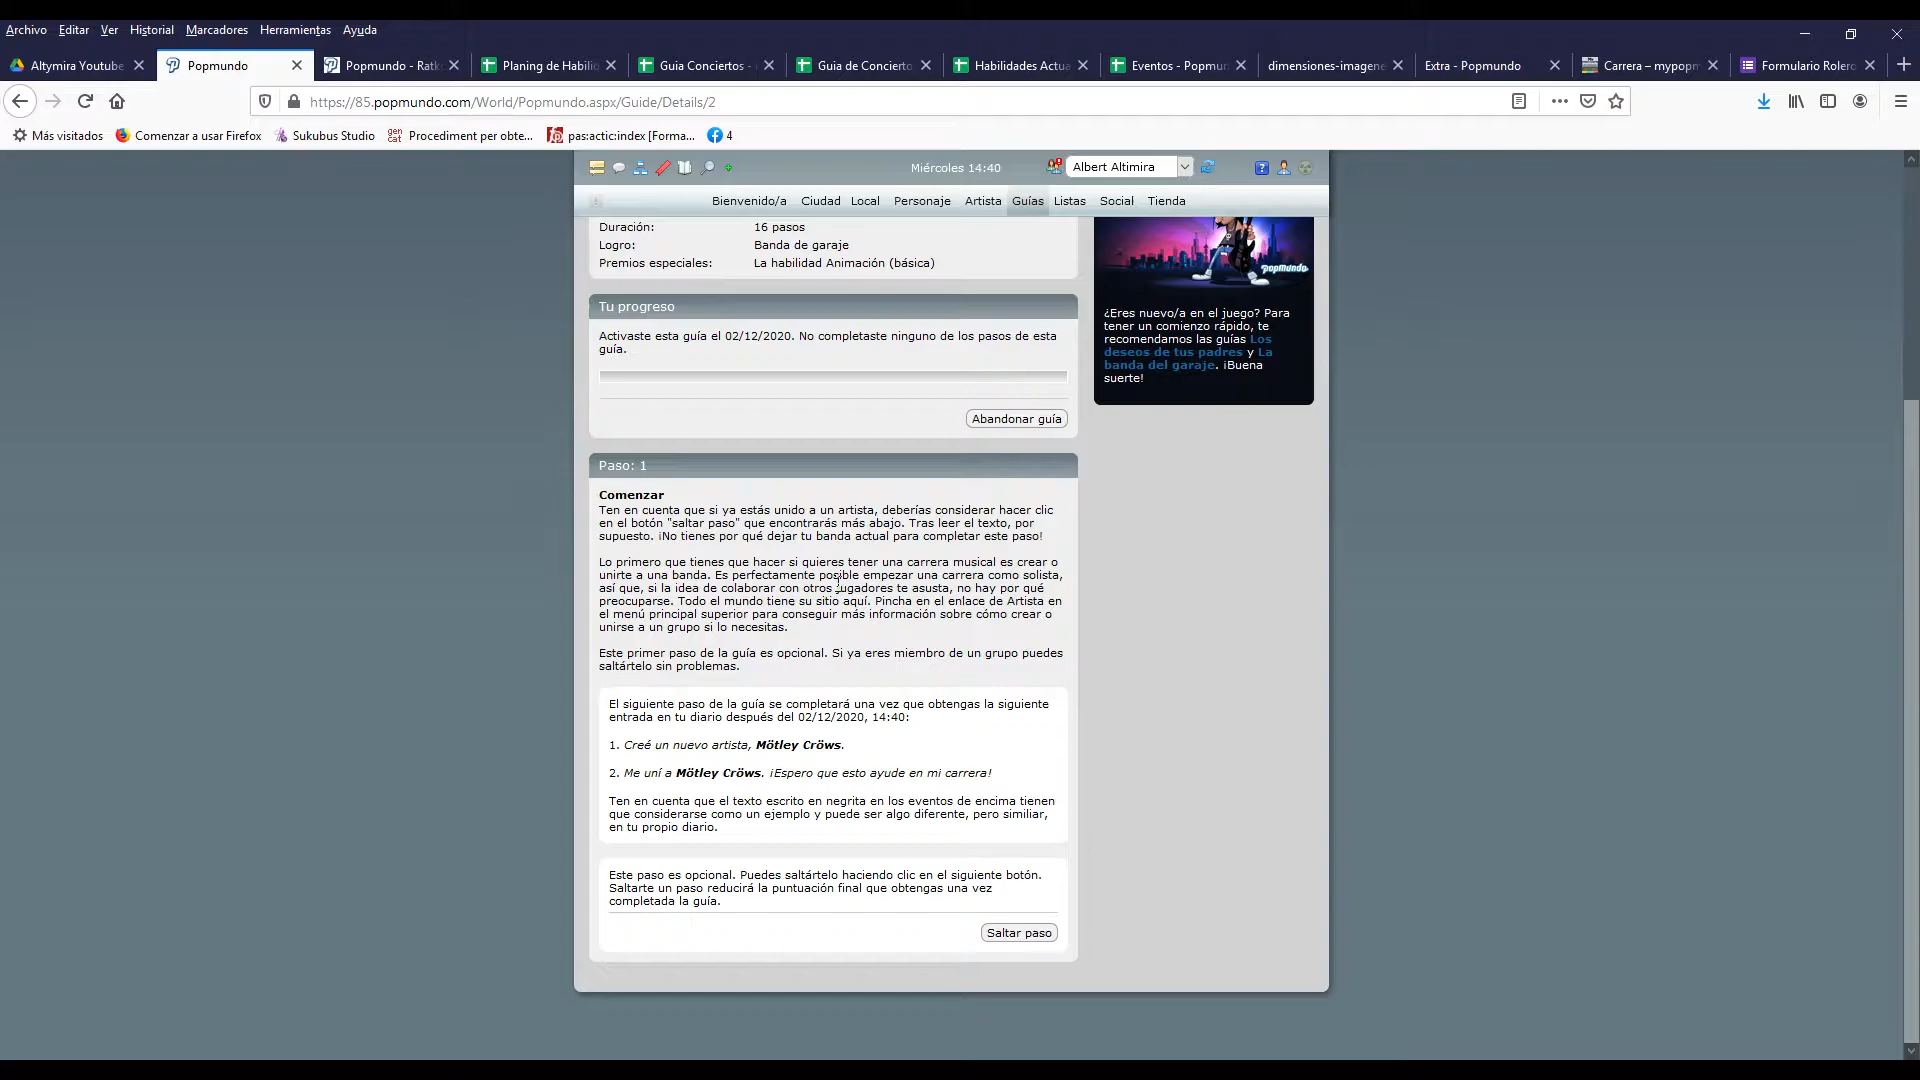 Archivo Editar Ver Historial Marcadores Herramientas Ayuda
Altymira Youtube
Popmundo
Popmundo - Ratk
Planing de Habilid
Guia Conciertos -
Guia de Concierto
Habilidades Actua
Eventos - Popmun
dimensiones-imagene
Extra - Popmundo
Carrera – mypopm
Formulario Rolero
https://85.popmundo.com/World/Popmundo.aspx/Guide/Details/2
Más visitados Comenzar a usar Firefox Sukubus Studio Procediment per obte... pas:actic:index [Forma... 4
Miércoles 14:40 Albert Altimira
Bienvenido/a Ciudad Local Personaje Artista Guías Listas Social Tienda
Duración: 16 pasos
Logro: Banda de garaje
Premios especiales: La habilidad Animación (básica)
popmundo
¿Eres nuevo/a en el juego? Para
tener un comienzo rápido, te
recomendamos las guías Los
deseos de tus padres y La
banda del garaje. ¡Buena
suerte!
Tu progreso
Activaste esta guía el 02/12/2020. No completaste ninguno de los pasos de esta
guía.
Abandonar guía
Paso: 1
Comenzar
Ten en cuenta que si ya estás unido a un artista, deberías considerar hacer clic
en el botón "saltar paso" que encontrarás más abajo. Tras leer el texto, por
supuesto. ¡No tienes por qué dejar tu banda actual para completar este paso!
Lo primero que tienes que hacer si quieres tener una carrera musical es crear o
unirte a una banda. Es perfectamente posible empezar una carrera como solista,
así que, si la idea de colaborar con otros jugadores te asusta, no hay por qué
preocuparse. Todo el mundo tiene su sitio aquí. Pincha en el enlace de Artista en
el menú principal superior para conseguir más información sobre cómo crear o
unirse a un grupo si lo necesitas.
Este primer paso de la guía es opcional. Si ya eres miembro de un grupo puedes
saltártelo sin problemas.
El siguiente paso de la guía se completará una vez que obtengas la siguiente
entrada en tu diario después del 02/12/2020, 14:40:
1. Creé un nuevo artista, Mötley Cröws.
2. Me uní a Mötley Cröws. ¡Espero que esto ayude en mi carrera!
Ten en cuenta que el texto escrito en negrita en los eventos de encima tienen
que considerarse como un ejemplo y puede ser algo diferente, pero similiar,
en tu propio diario.
Este paso es opcional. Puedes saltártelo haciendo clic en el siguiente botón.
Saltarte un paso reducirá la puntuación final que obtengas una vez
completada la guía.
Saltar paso